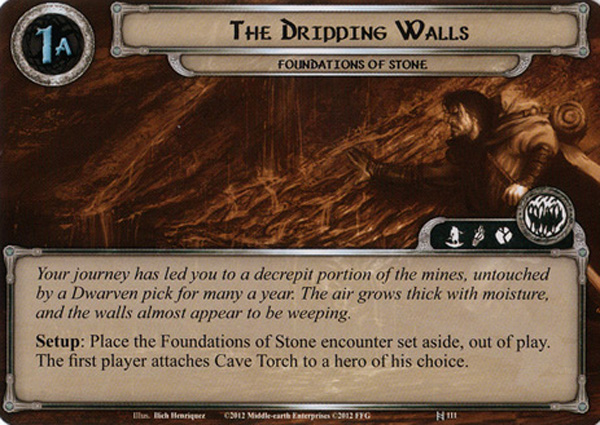 1A
The Dripping Walls
Foundations of Stone
Your journey has led you to a decrepit portion of the mines, untouched
by a Dwarven pick for many a year. The air grows thick with moisture,
and the walls almost appear to be weeping.
Setup: Place the Foundations of Stone encounter set aside, out of play.
The first player attaches Cave Torch to a hero of his choice.
Illus. Ilich Henriquez ©2012 Middle-earth Enterprises ©2012 FFG 111